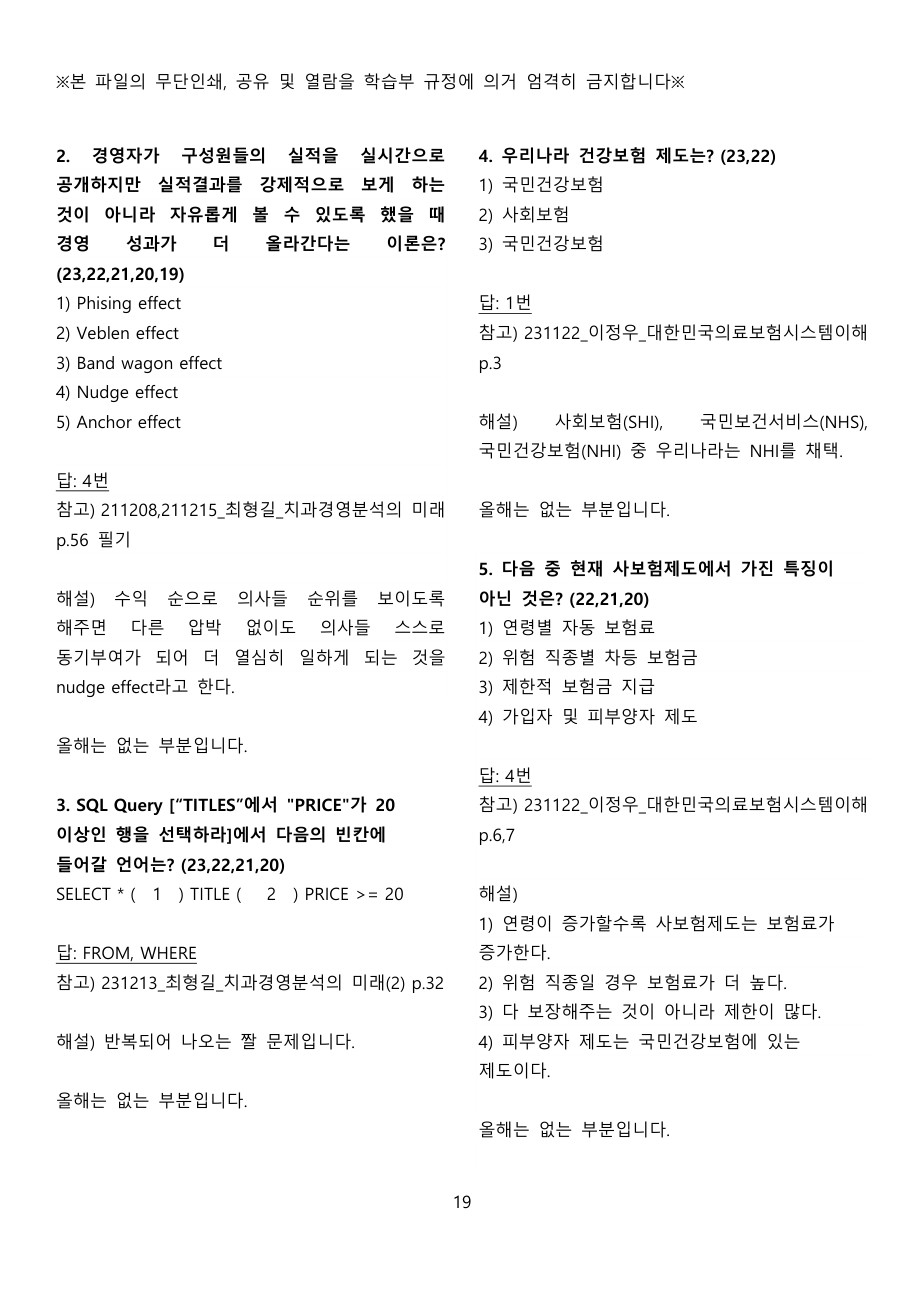 ※본 파일의 무단인쇄, 공유 및 열람을 학습부 규정에 의거 엄격히 금지합니다※
2. 경영자가 구성원들의 실적을 실시간으로
공개하지만 실적결과를 강제적으로 보게 하는
것이 아니라 자유롭게 볼 수 있도록 했을 때
경영 성과가 더 올라간다는 이론은?
(23,22,21,20,19)
1) Phising effect
2) Veblen effect
3) Band wagon effect
4) Nudge effect
5) Anchor effect
답: 4번
참고) 211208,211215_최형길_치과경영분석의 미래
p.56 필기
해설) 수익 순으로 의사들 순위를 보이도록
해주면 다른 압박 없이도 의사들 스스로
동기부여가 되어 더 열심히 일하게 되는 것을
nudge effect라고 한다.
올해는 없는 부분입니다.
3. SQL Query [“TITLES”에서 "PRICE"가 20
이상인 행을 선택하라]에서 다음의 빈칸에
들어갈 언어는? (23,22,21,20)
SELECT * ( 1 ) TITLE ( 2 ) PRICE >= 20
답: FROM, WHERE
참고) 231213_최형길_치과경영분석의 미래(2) p.32
해설) 반복되어 나오는 짤 문제입니다.
올해는 없는 부분입니다.
4. 우리나라 건강보험 제도는? (23,22)
1) 국민건강보험
2) 사회보험
3) 국민건강보험
답: 1번
참고) 231122_이정우_대한민국의료보험시스템이해
p.3
해설) 사회보험(SHI), 국민보건서비스(NHS),
국민건강보험(NHI) 중 우리나라는 NHI를 채택.
올해는 없는 부분입니다.
5. 다음 중 현재 사보험제도에서 가진 특징이
아닌 것은? (22,21,20)
1) 연령별 자동 보험료
2) 위험 직종별 차등 보험금
3) 제한적 보험금 지급
4) 가입자 및 피부양자 제도
답: 4번
참고) 231122_이정우_대한민국의료보험시스템이해
p.6,7
해설)
1) 연령이 증가할수록 사보험제도는 보험료가
증가한다.
2) 위험 직종일 경우 보험료가 더 높다.
3) 다 보장해주는 것이 아니라 제한이 많다.
4) 피부양자 제도는 국민건강보험에 있는
제도이다.
올해는 없는 부분입니다.
19